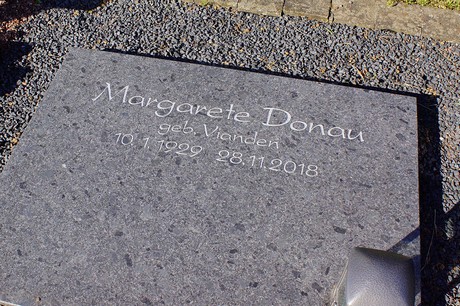 Margarete Donau
geb. Vianden
10.1.1929 28.11.2018